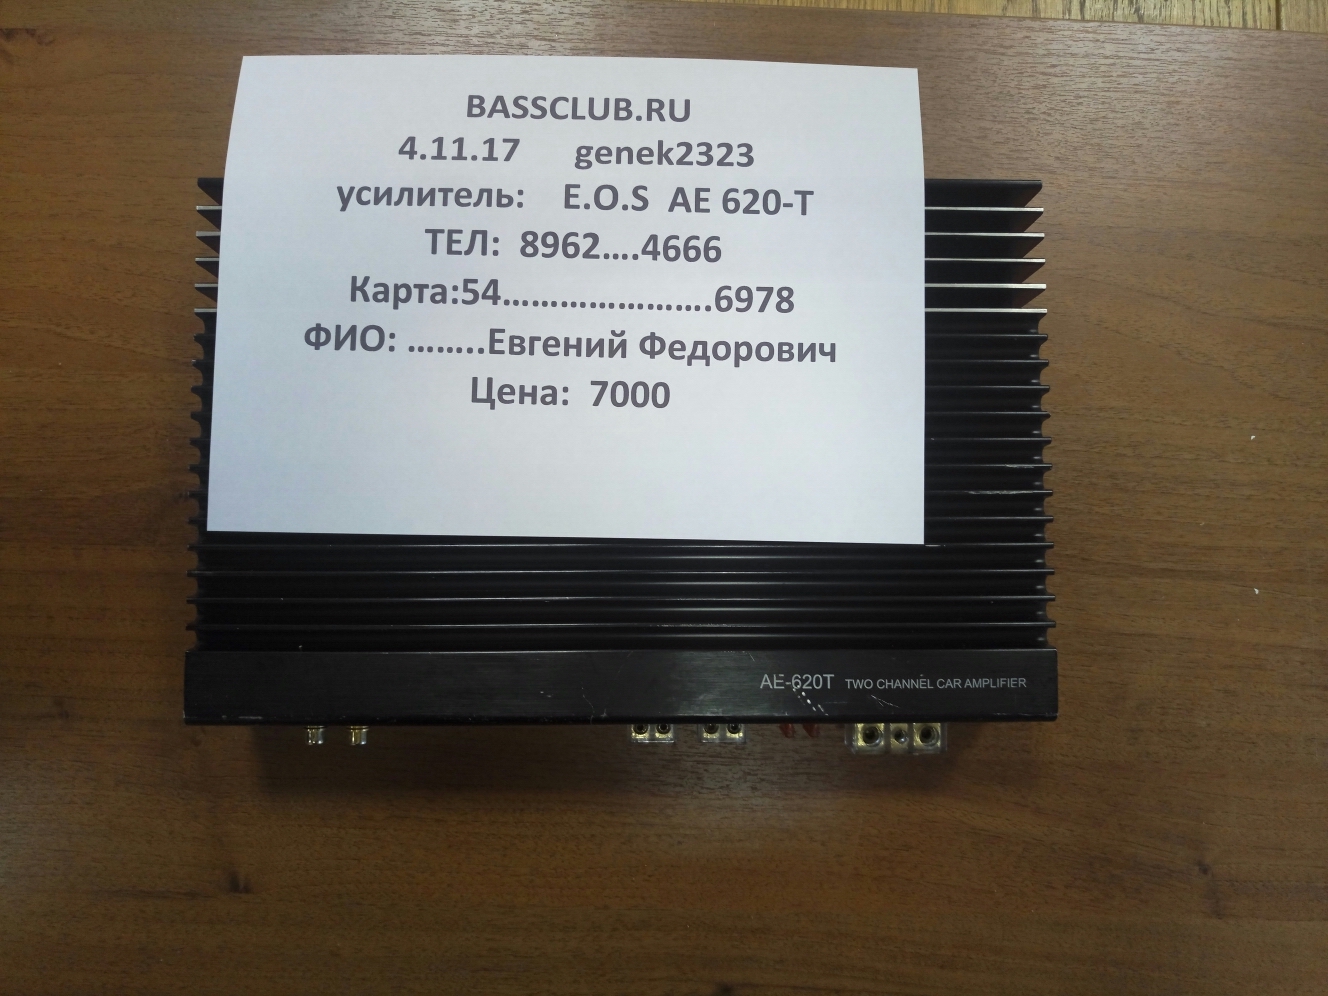 BASSCLUB.RU
4.11.17 genek2323
усилитель: E.O.S AE 620-T
ТЕЛ: 8962....4666
Карта:54.....................6978
ФИО: ........Евгений Федорович
Цена: 7000
AE-620T TWO CHANNEL CAR AMPLIFIER